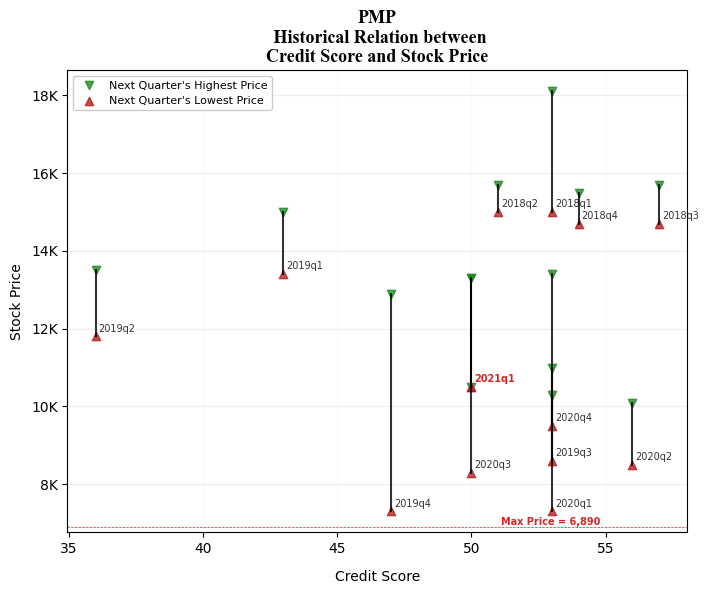 PMP
Historical Relation between
Credit Score and Stock Price
Next Quarter's Highest Price
Next Quarter's Lowest Price
18K
16K
14K
12K
10K
8K
Stock Price
2018q2
2018q1
2018q4
2018q3
2019q1
2019q2
2021q1
2020q4
2019q3
2020q3
2020q2
2019q4
2020q1
Max Price = 6,890
35
40
45
50
55
Credit Score